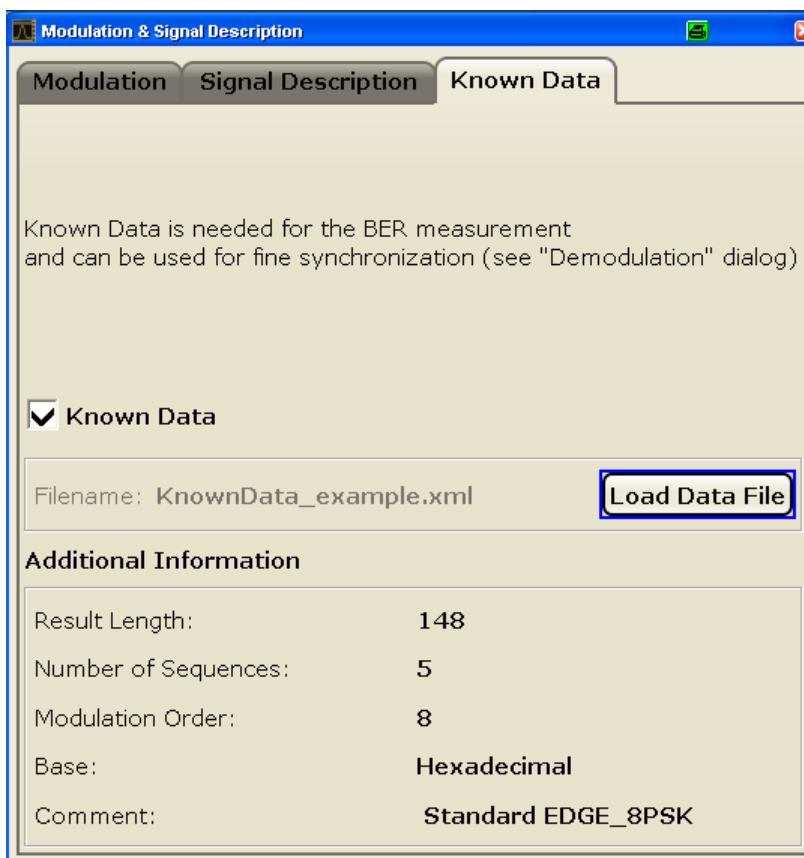 Modulation & Signal Description
Modulation Signal Description Known Data
Known Data is needed for the BER measurement
and can be used for fine synchronization (see "Demodulation" dialog)
Known Data
Filename: KnownData_example.xml Load Data File
Additional Information
Result Length: 148
Number of Sequences: 5
Modulation Order: 8
Base: Hexadecimal
Comment: Standard EDGE_8PSK